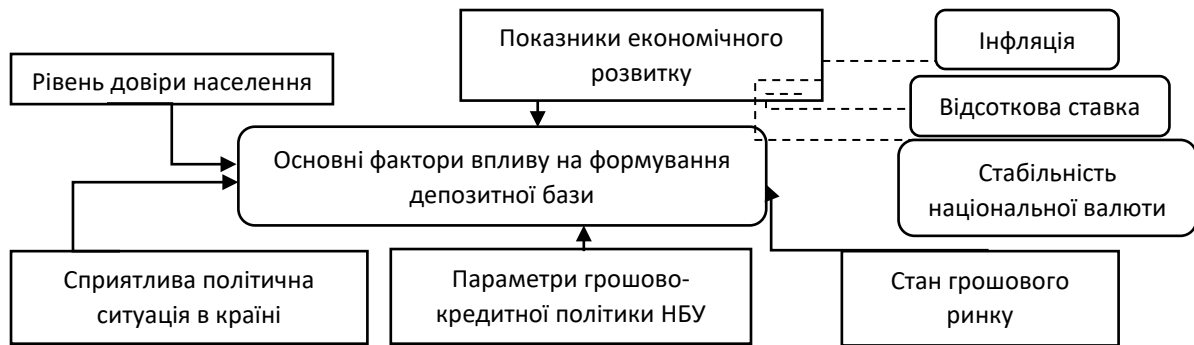 Показники економічного
розвитку
Інфляція
Рівень довіри населення
Відсоткова ставка
Основні фактори впливу на формування
депозитної бази
Стабільність
національної валюти
Сприятлива політична
ситуація в країні
Параметри грошово-
кредитної політики НБУ
Стан грошового
ринку